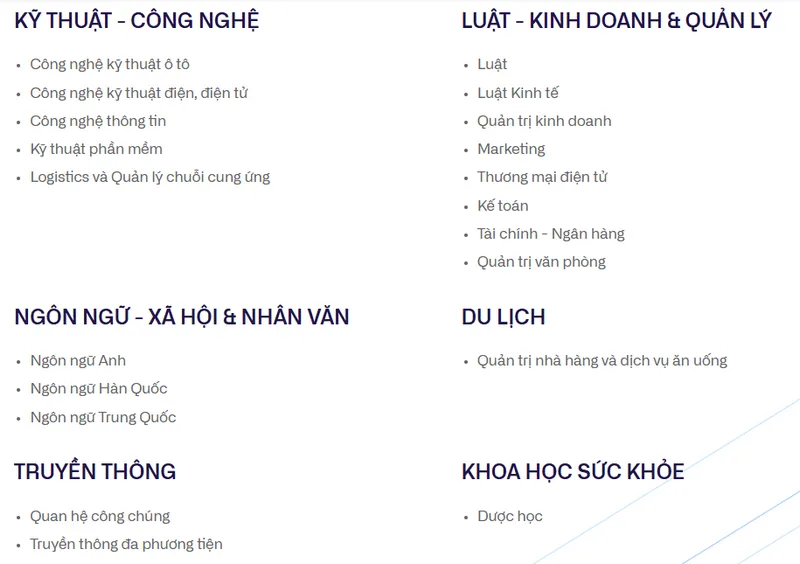 KỸ THUẬT - CÔNG NGHỆ
Công nghệ kỹ thuật ô tô
Công nghệ kỹ thuật điện, điện tử
Công nghệ thông tin
Kỹ thuật phần mềm
Logistics và Quản lý chuỗi cung ứng
LUẬT - KINH DOANH & QUẢN LÝ
Luật
Luật Kinh tế
Quản trị kinh doanh
Marketing
Thương mại điện tử
Kế toán
Tài chính - Ngân hàng
Quản trị văn phòng
NGÔN NGỮ - XÃ HỘI & NHÂN VĂN
Ngôn ngữ Anh
Ngôn ngữ Hàn Quốc
Ngôn ngữ Trung Quốc
DU LỊCH
Quản trị nhà hàng và dịch vụ ăn uống
TRUYỀN THÔNG
Quan hệ công chúng
Truyền thông đa phương tiện
KHOA HỌC SỨC KHỎE
Dược học